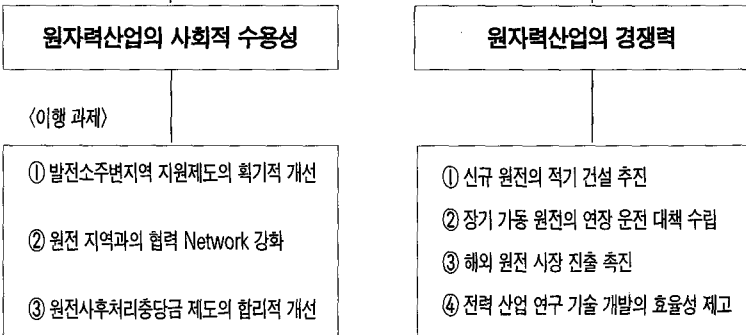 원자력산업의 사회적 수용성
〈이행 과제〉
① 발전소주변지역 지원제도의 획기적 개선
② 원전 지역과의 협력 Network 강화
③ 원전사후처리충당금 제도의 합리적 개선
원자력산업의 경쟁력
① 신규 원전의 적기 건설 추진
② 장기 가동 원전의 연장 운전 대책 수립
③ 해외 원전 시장 진출 촉진
④ 전력 산업 연구 기술 개발의 효율성 제고